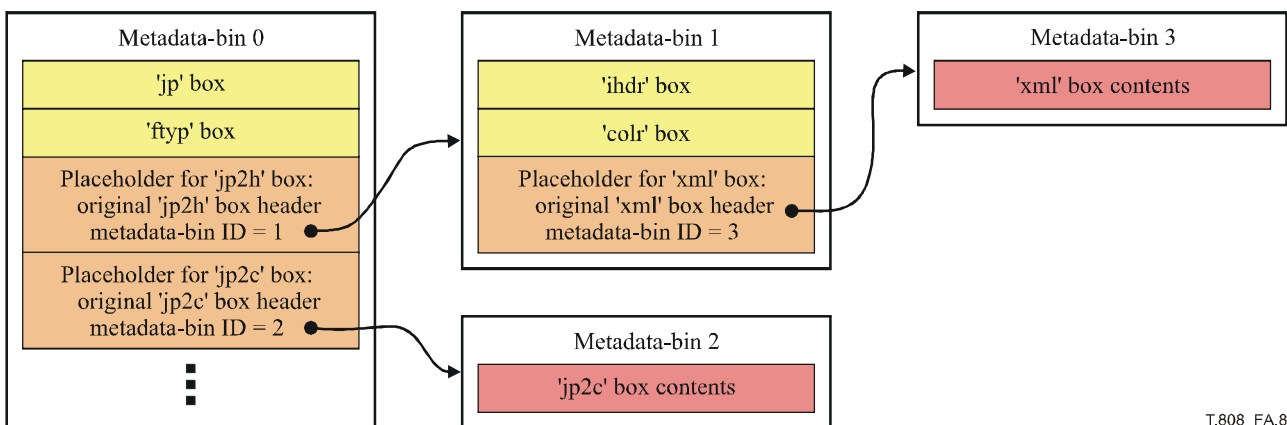 Metadata-bin 0
'jp' box
'ftyp' box
Placeholder for 'jp2h' box:
original 'jp2h' box header
metadata-bin ID = 1
Placeholder for 'jp2c' box:
original 'jp2c' box header
metadata-bin ID = 2
Metadata-bin 1
'ihdr' box
'colr' box
Placeholder for 'xml' box:
original 'xml' box header
metadata-bin ID = 3
Metadata-bin 2
'jp2c' box contents
Metadata-bin 3
'xml' box contents
T.808_FA.8